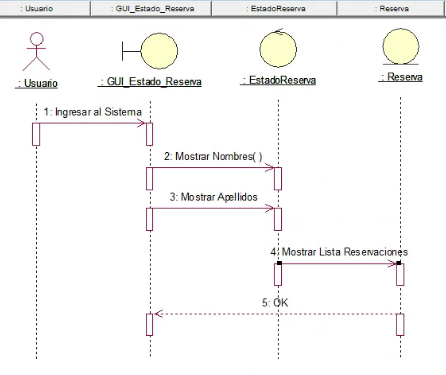 : Usuario : GUI_Estado_Reserva : EstadoReserva : Reserva
: Usuario : GUI_Estado_Reserva : EstadoReserva : Reserva
1: Ingresar al Sistema
2: Mostrar Nombres( )
3: Mostrar Apellidos
4: Mostrar Lista Reservaciones
5: OK